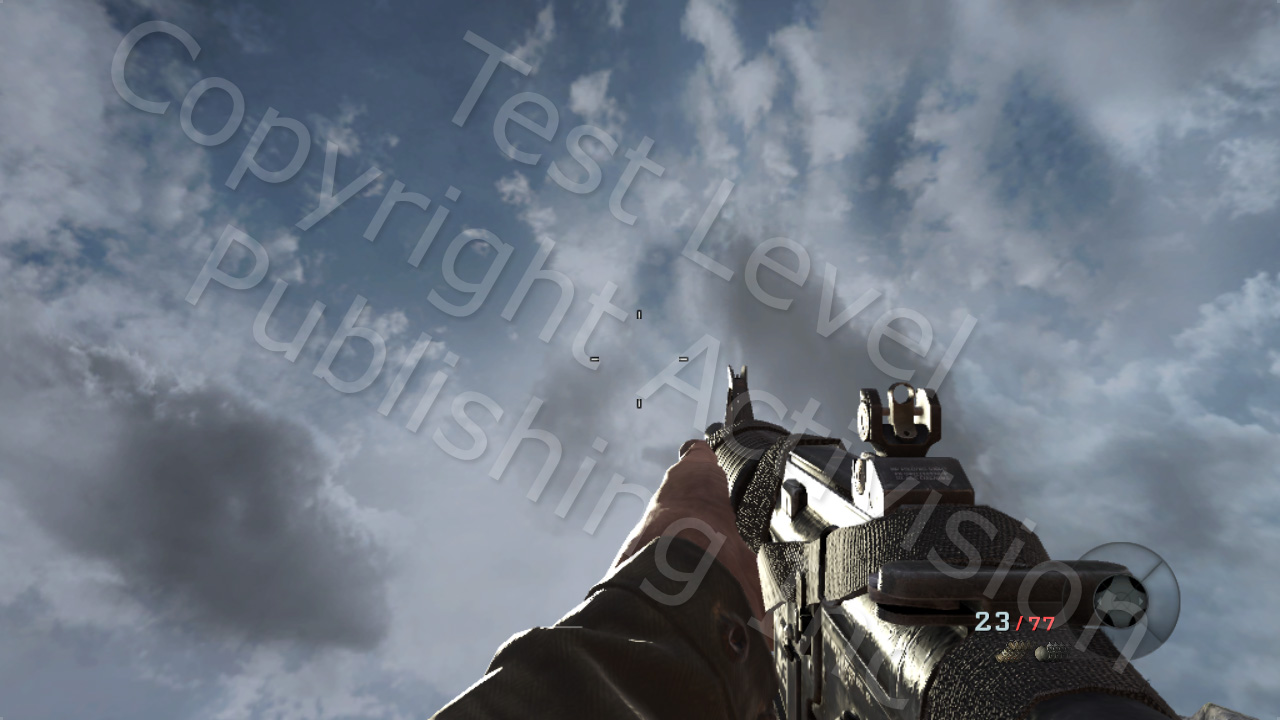 Test Level
Copyright Activision
Publishing Inc
23/77